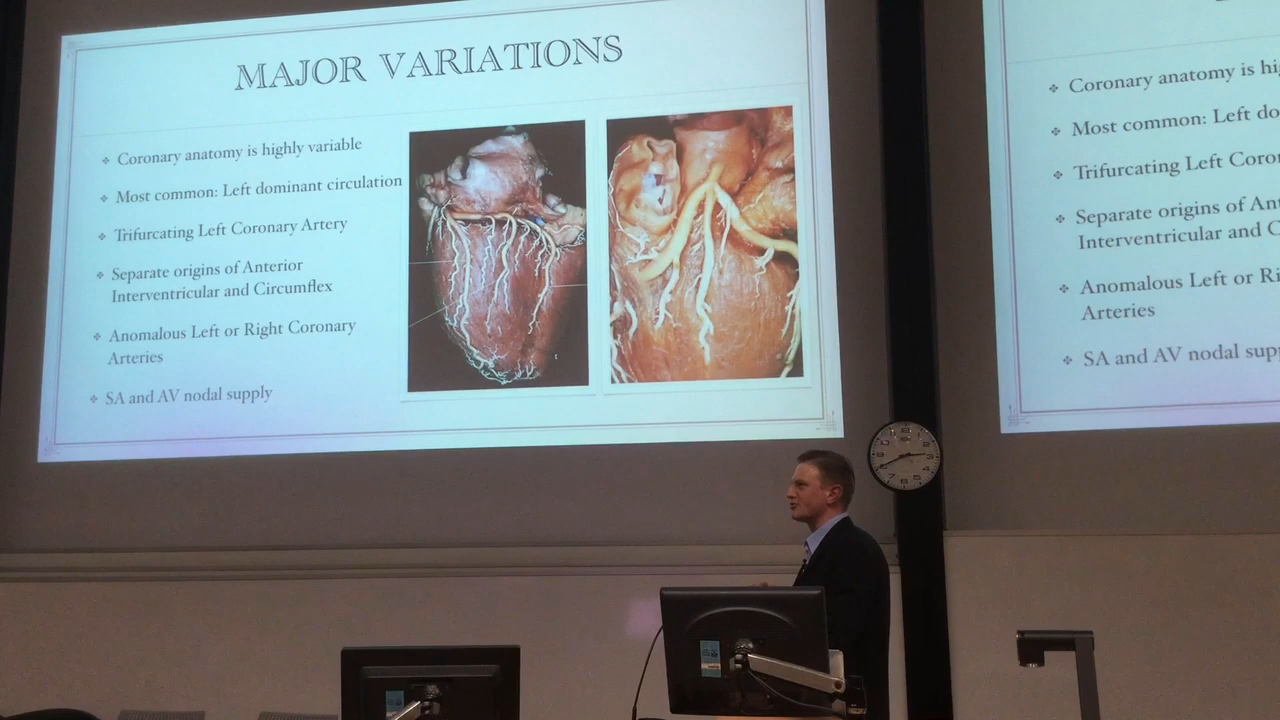 MAJOR VARIATIONS
Coronary anatomy is highly variable
Most common: Left dominant circulation
Trifurcating Left Coronary Artery
Separate origins of Anterior
Interventricular and Circumflex
Anomalous Left or Right Coronary
Arteries
SA and AV nodal supply
Coronary anatomy is hi
Most common: Left do
Trifurcating Left Coro
Separate origins of An
Interventricular and C
Anomalous Left or Ri
Arteries
SA and AV nodal sup